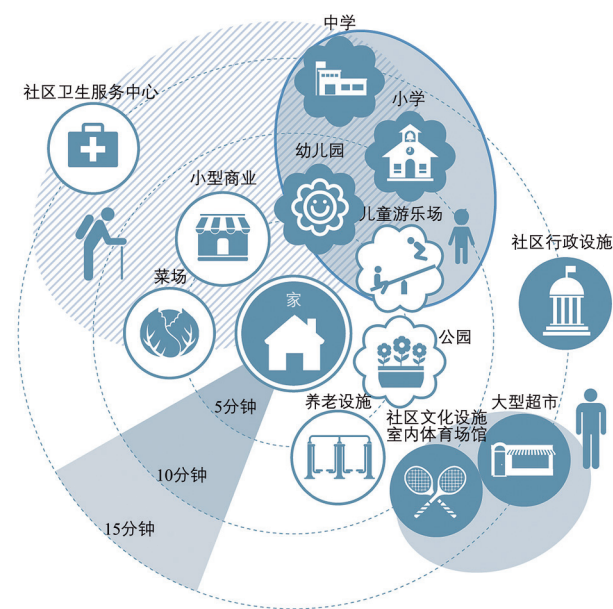 中学
社区卫生服务中心
小学
幼儿园
小型商业
儿童游乐场
社区行政设施
菜场
家
公园
5分钟
养老设施
社区文化设施
室内体育场馆
大型超市
10分钟
15分钟